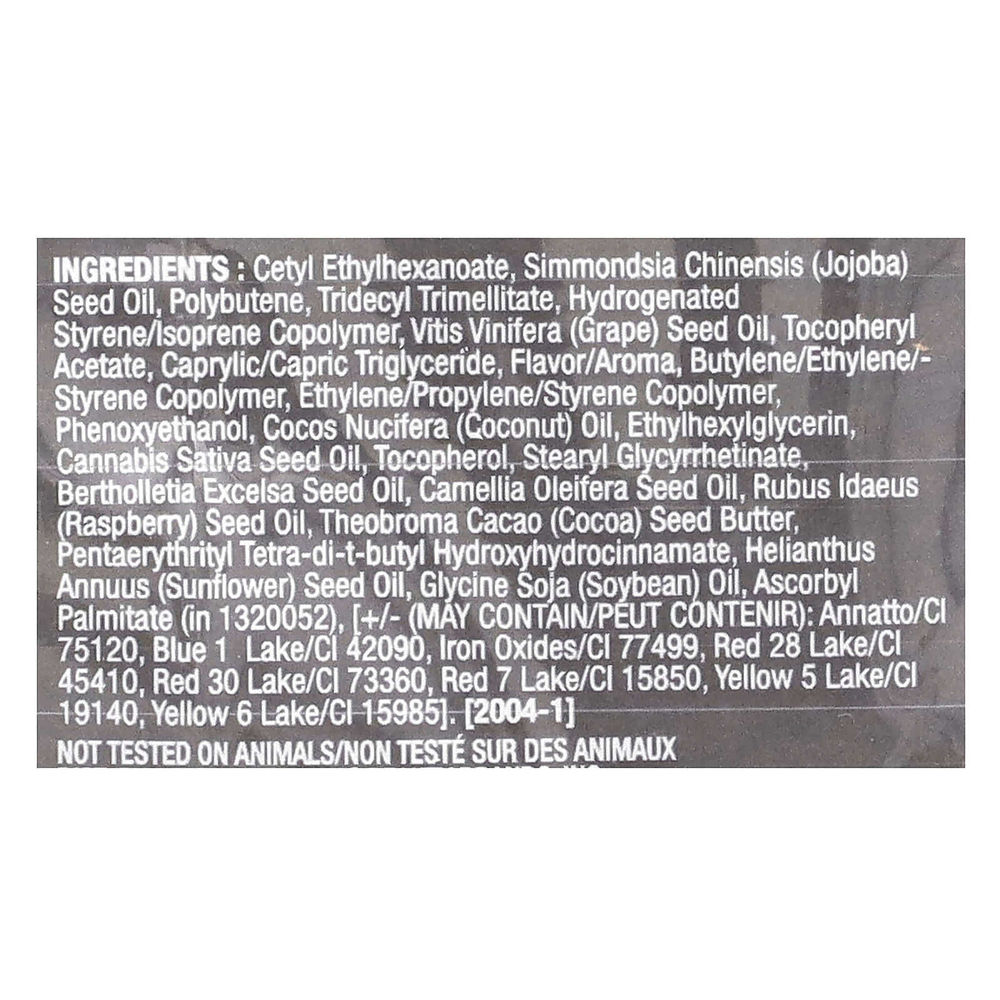 INGREDIENTS : Cetyl Ethylhexanoate, Simmondsia Chinensis (Jojoba)
Seed Oil, Polybutene, Tridecyl Trimellitate, Hydrogenated
Styrene/Isoprene Copolymer, Vitis Vinifera (Grape) Seed Oil, Tocopheryl
Acetate, Caprylic/Capric Triglyceride, Flavor/Aroma, Butylene/Ethylene/-
Styrene Copolymer, Ethylene/Propylene/Styrene Copolymer,
Phenoxyethanol, Cocos Nucifera (Coconut) Oil, Ethylhexylglycerin,
Cannabis Sativa Seed Oil, Tocopherol, Stearyl Glycyrrhetinate,
Bertholletia Excelsa Seed Oil, Camellia Oleifera Seed Oil, Rubus Idaeus
(Raspberry) Seed Oil, Theobroma Cacao (Cocoa) Seed Butter,
Pentaerythrityl Tetra-di-t-butyl Hydroxyhydrocinnamate, Helianthus
Annuus (Sunflower) Seed Oil, Glycine Soja (Soybean) Oil, Ascorbyl
Palmitate (in 1320052), [+/- (MAY CONTAIN/PEUT CONTENIR): Annatto/CI
75120, Blue 1 Lake/CI 42090, Iron Oxides/CI 77499, Red 28 Lake/CI
45410, Red 30 Lake/CI 73360, Red 7 Lake/CI 15850, Yellow 5 Lake/CI
19140, Yellow 6 Lake/CI 15985]. [2004-1]
NOT TESTED ON ANIMALS/NON TESTÉ SUR DES ANIMAUX